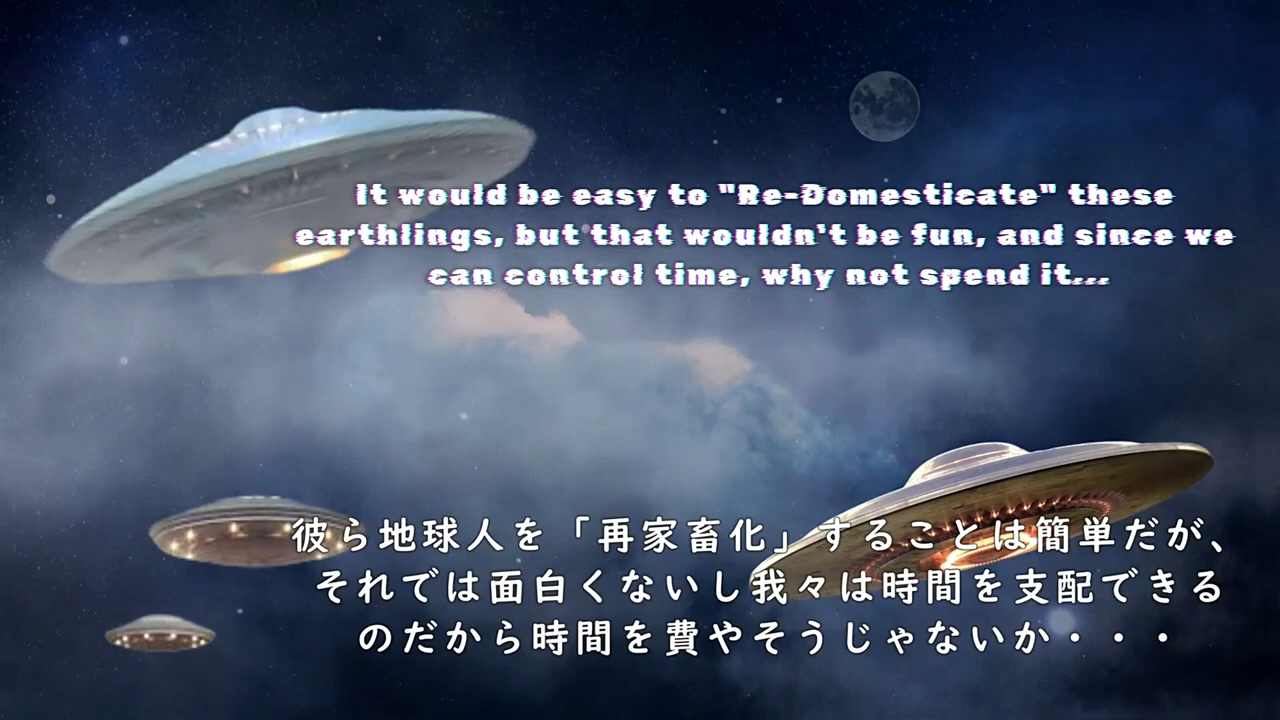 It would be easy to "Re-Domesticate" these
earthlings, but that wouldn't be fun, and since we
can control time, why not spend it...
彼ら地球人を「再家畜化」することは簡単だが、
それでは面白くないし我々は時間を支配できる
のだから時間を費やそうじゃないか・・・